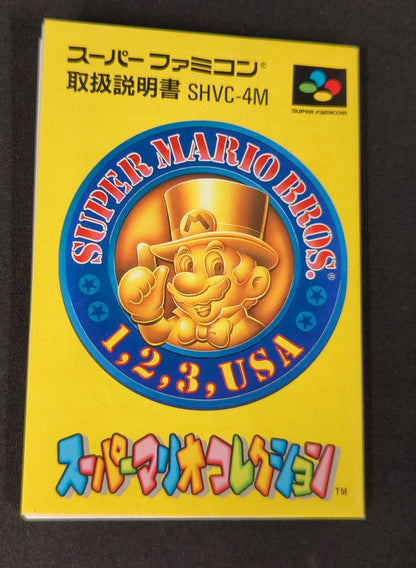 スーパーファミコン®
取扱説明書 SHVC-4M
SUPER FAMICOM
SUPER MARIO BROS.®
M
1,2,3,USA
スーパーマリオコレクション™